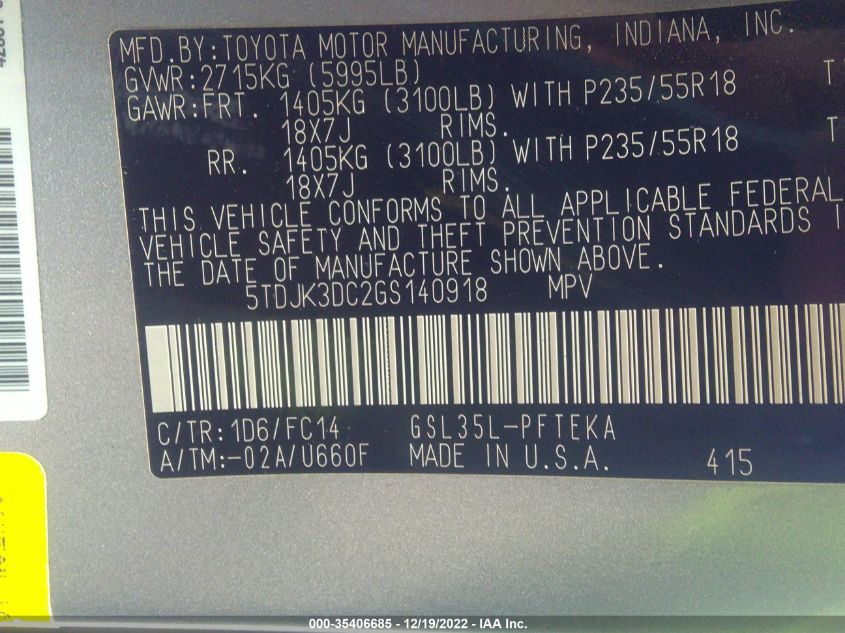 MFD.BY:TOYOTA MOTOR MANUFACTURING, INDIANA, INC.
GVWR:2715KG (5995LB)
GAWR:FRT. 1405KG (3100LB) WITH P235/55R18 T
18X7J RIMS.
RR. 1405KG (3100LB) WITH P235/55R18 T
18X7J RIMS.
THIS VEHICLE CONFORMS TO ALL APPLICABLE FEDERAL
VEHICLE SAFETY AND THEFT PREVENTION STANDARDS I
THE DATE OF MANUFACTURE SHOWN ABOVE.
5TDJK3DC2GS140918 MPV
C/TR:1D6/FC14 GSL35L-PFTEKA
A/TM:-02A/U660F MADE IN U.S.A. 415
000-35406685 - 12/19/2022 - IAA Inc.